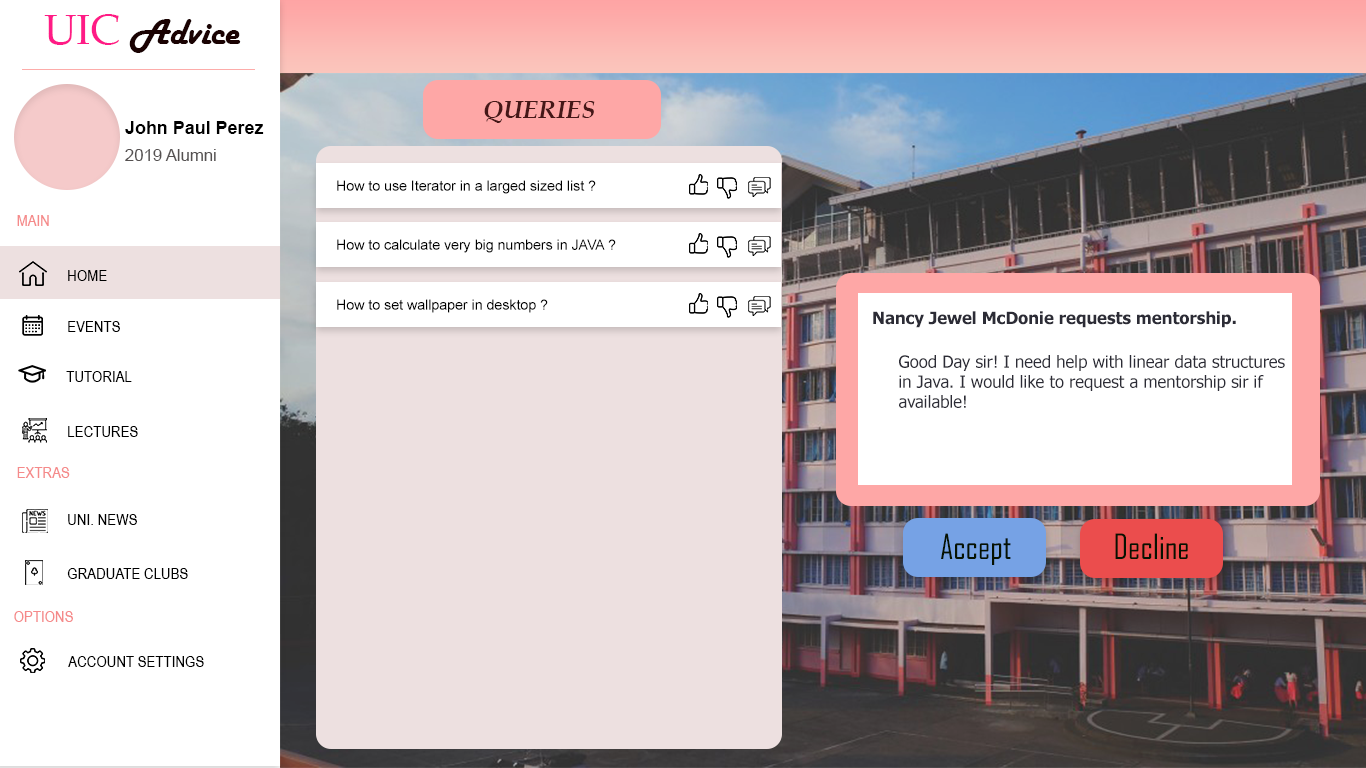 UIC Advice
John Paul Perez
2019 Alumni
MAIN
HOME
EVENTS
TUTORIAL
LECTURES
EXTRAS
NEWS
UNI. NEWS
GRADUATE CLUBS
OPTIONS
ACCOUNT SETTINGS
QUERIES
How to use Iterator in a larged sized list ?
How to calculate very big numbers in JAVA ?
How to set wallpaper in desktop ?
Nancy Jewel McDonie requests mentorship.
Good Day sir! I need help with linear data structures
in Java. I would like to request a mentorship sir if
available!
Accept
Decline